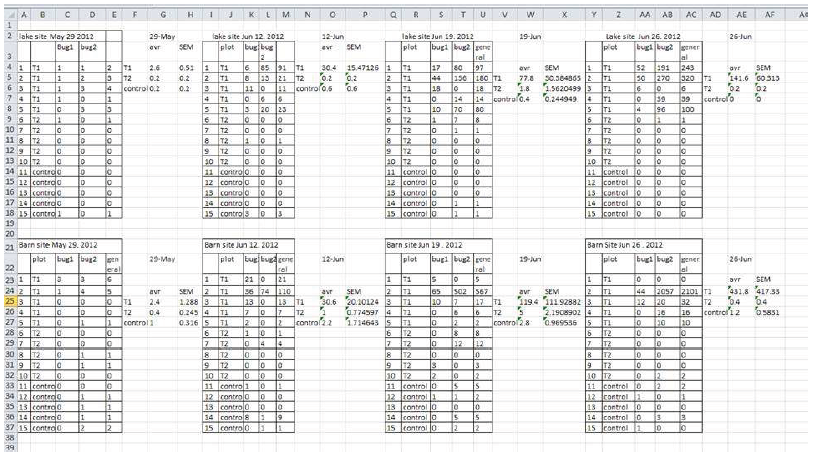 A B C D E F G H I J K L M N O P Q R S T U V W X Y Z AA AB AC AD AE AF
1
2 lake site May 29 2012 29-May lake site Jun 12, 2012 12-Jun lake site Jun 19, 2012 19-Jun Lake site Jun 26, 2012 26-Jun
Bug1 bug2 avr SEM plot Bug1 bug 2 avr SEM plot Bug1 bug2 gener al plot Bug1 bug2 gener al
3
4 1 T1 1 1 2 T1 2.6 0.51 1 T1 6 85 91 T1 30.4 15.47126 1 T1 17 80 97 avr SEM 1 T1 52 191 243 avr SEM
5 2 T1 1 2 3 T2 0.2 0.2 2 T1 8 13 21 T2 0.2 0.2 2 T1 44 136 180 T1 77.8 30.384865 2 T1 50 270 320 T1 141.6 60.313
6 3 T1 1 3 4 control 0.2 0.2 3 T1 11 0 11 control 0.6 0.6 3 T1 18 0 18 T2 1.8 1.5620499 3 T1 6 0 6 T2 0.2 0.2
7 4 T1 1 0 1 4 T1 0 6 6 4 T1 0 14 14 control 0.4 0.244949 4 T1 0 39 39 control 0 0
8 5 T1 0 3 3 5 T1 3 20 23 5 T1 10 70 80 5 T1 4 96 100
9 6 T2 1 0 1 6 T2 0 0 0 6 T2 1 7 8 6 T2 0 1 1
10 7 T2 0 0 0 7 T2 0 0 0 7 T2 0 1 1 7 T2 0 0 0
11 8 T2 0 0 0 8 T2 1 0 1 8 T2 0 0 0 8 T2 0 0 0
12 9 T2 0 0 0 9 T2 0 0 0 9 T2 0 0 0 9 T2 0 0 0
13 10 T2 0 0 0 10 T2 0 0 0 10 T2 0 0 0 10 T2 0 0 0
14 11 contro 0 0 0 11 contro 0 0 0 11 control 0 0 0 11 control 0 0 0
15 12 contro 0 0 0 12 contro 0 0 0 12 control 0 0 0 12 control 0 0 0
16 13 contro 0 0 0 13 contro 0 0 0 13 control 0 0 0 13 control 0 0 0
17 14 contro 0 0 0 14 contro 0 0 0 14 control 0 1 1 14 control 0 0 0
18 15 contro 1 0 1 15 contro 3 0 3 15 control 0 1 1 15 control 0 0 0
19
20
21 Barn site May 29, 2012 Barn site Jun 12, 2012 Barn site Jun 19, 2012 Barn Site Jun 26, 2012
22 plot bug1 bug2 gen eral 29-May plot bug1 bug2 gene ral 12-Jun plot bug1 bug2 gene ral 19-Jun plot bug1 bug2 gener al 26-Jun
23 1 T1 3 3 6 1 T1 21 0 21 1 T1 5 0 5 1 T1 0 0 0 avr SEM
24 2 T1 1 4 5 avr SEM 2 T1 36 74 110 avr SEM 2 T1 65 502 567 avr SEM 2 T1 44 2057 2101 T1 431.8 417.33
25 3 T1 0 0 0 T1 2.4 1.288 3 T1 13 0 13 T1 30.6 20.10124 3 T1 10 7 17 T1 119.4 111.92882 3 T1 12 20 32 T2 0.4 0.4
26 4 T1 0 0 0 T2 0.4 0.245 4 T1 7 0 7 T2 1 0.774597 4 T1 0 6 6 T2 5 2.1908902 4 T1 0 16 16 control 1.2 0.5831
27 5 T1 0 1 1 control 1 0.316 5 T1 2 0 2 control 2.2 1.714643 5 T1 0 2 2 control 2.8 0.969536 5 T1 0 10 10
28 6 T2 0 0 0 6 T2 1 0 1 6 T2 0 8 8 6 T2 0 0 0
29 7 T2 0 1 1 7 T2 0 4 4 7 T2 0 12 12 7 T2 0 0 0
30 8 T2 0 1 1 8 T2 0 0 0 8 T2 0 0 0 8 T2 0 0 0
31 9 T2 0 0 0 9 T2 0 0 0 9 T2 3 0 3 9 T2 0 0 0
32 10 T2 0 0 0 10 T2 0 0 0 10 T2 2 0 2 10 T2 0 2 2
33 11 contro 0 0 0 11 contro 1 0 1 11 control 0 5 5 11 control 0 2 2
34 12 contro 0 1 1 12 contro 0 0 0 12 control 1 1 2 12 control 1 0 1
35 13 contro 0 1 1 13 contro 0 0 0 13 control 0 0 0 13 control 0 0 0
36 14 contro 0 1 1 14 contro 8 1 9 14 control 0 5 5 14 control 0 3 3
37 15 contro 0 2 2 15 contro 0 1 1 15 control 0 2 2 15 control 0 0 0
38
39